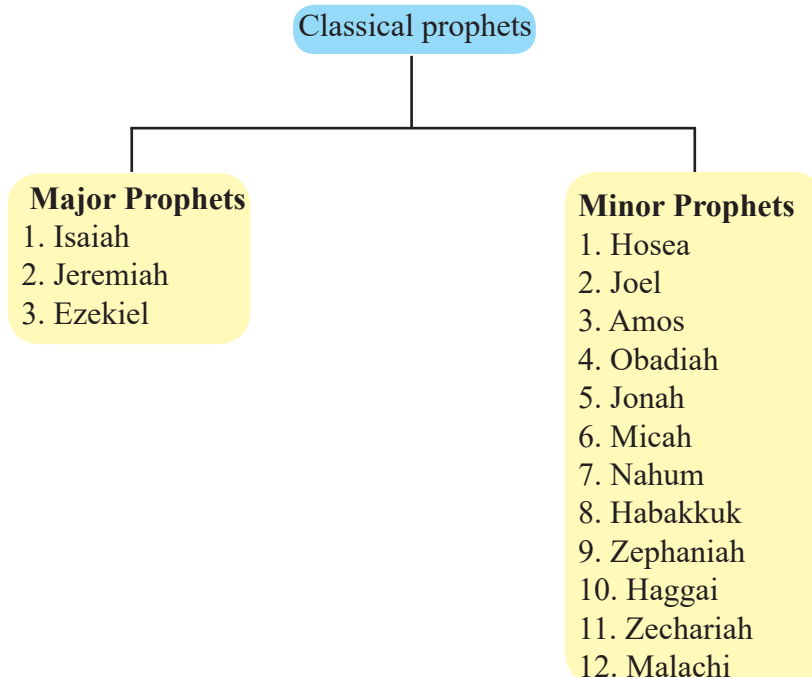 Classical prophets
Major Prophets
1. Isaiah
2. Jeremiah
3. Ezekiel
Minor Prophets
1. Hosea
2. Joel
3. Amos
4. Obadiah
5. Jonah
6. Micah
7. Nahum
8. Habakkuk
9. Zephaniah
10. Haggai
11. Zechariah
12. Malachi